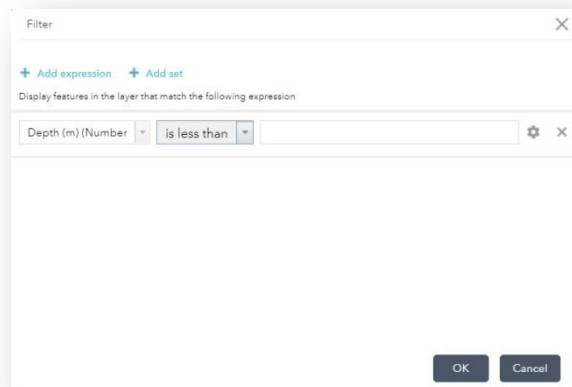 Filter
+ Add expression + Add set
Display features in the layer that match the following expression
Depth (m) (Number is less than
OK Cancel